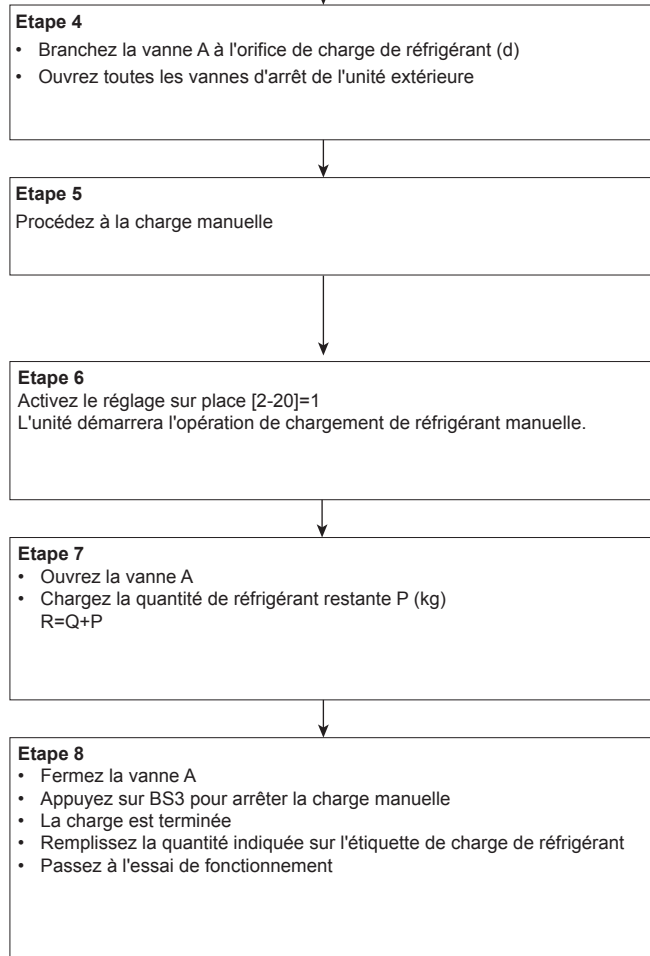 Etape 4
• Branchez la vanne A à l'orifice de charge de réfrigérant (d)
• Ouvrez toutes les vannes d'arrêt de l'unité extérieure
Etape 5
Procédez à la charge manuelle
Etape 6
Activez le réglage sur place [2-20]=1
L'unité démarrera l'opération de chargement de réfrigérant manuelle.
Etape 7
• Ouvrez la vanne A
• Chargez la quantité de réfrigérant restante P (kg)
R=Q+P
Etape 8
• Fermez la vanne A
• Appuyez sur BS3 pour arrêter la charge manuelle
• La charge est terminée
• Remplissez la quantité indiquée sur l'étiquette de charge de réfrigérant
• Passez à l'essai de fonctionnement